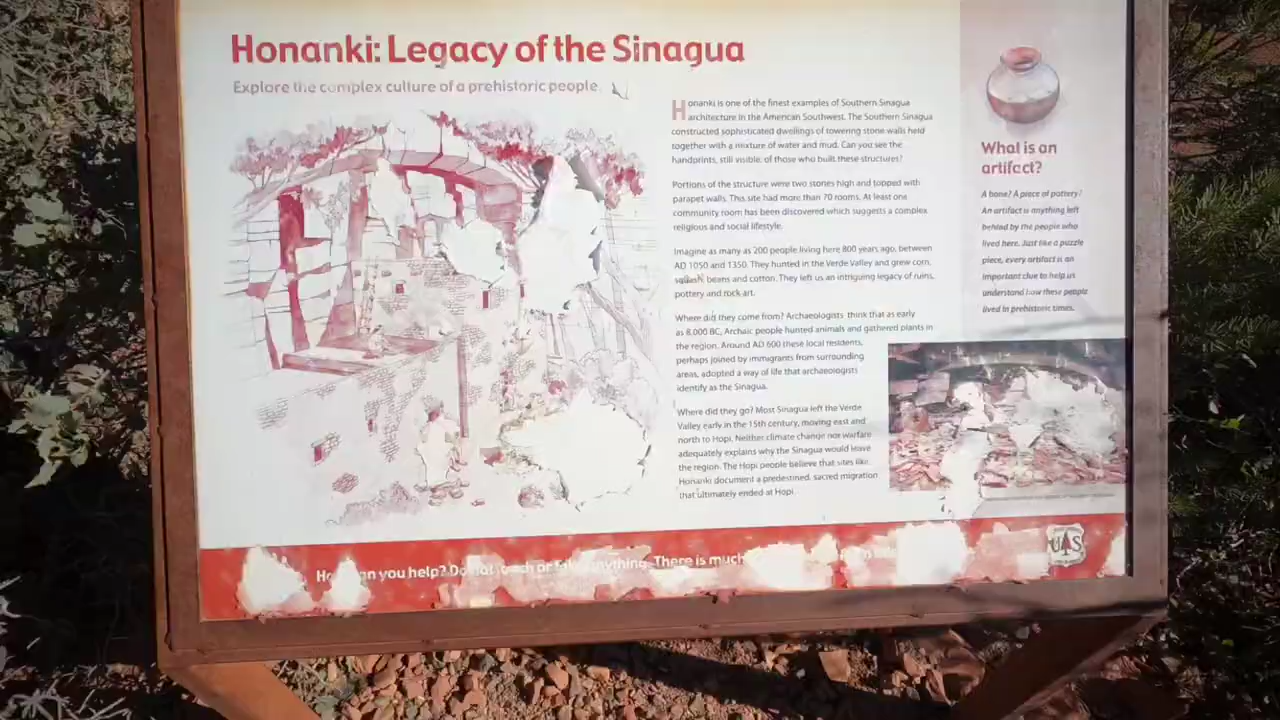 Honanki: Legacy of the Sinagua
Explore the complex culture of a prehistoric people.
Honanki is one of the finest examples of Southern Sinagua
architecture in the American Southwest. The Southern Sinagua
constructed sophisticated dwellings of towering stone walls held
together with a mixture of water and mud. Can you see the
handprints, still visible, of those who built these structures?
Portions of the structure were two stories high and topped with
parapet walls. This site had more than 70 rooms. At least one
community room has been discovered which suggests a complex
religious and social lifestyle.
Imagine as many as 200 people living here 800 years ago, between
AD 1050 and 1350. They hunted in the Verde Valley and grew corn,
squash, beans and cotton. They left us an intriguing legacy of ruins,
pottery and rock art.
Where did they come from? Archaeologists think that as early
as 8,000 BC, Archaic people hunted animals and gathered plants in
the region. Around AD 600 these local residents,
perhaps joined by immigrants from surrounding
areas, adopted a way of life that archaeologists
identify as the Sinagua.
Where did they go? Most Sinagua left the Verde
Valley early in the 15th century, moving east and
north to Hopi. Neither climate change nor warfare
adequately explains why the Sinagua would leave
the region. The Hopi people believe that sites like
Honanki document a predestined, sacred migration
that ultimately ended at Hopi.
What is an
artifact?
A bone? A piece of pottery?
An artifact is anything left
behind by the people who
lived here. Just like a puzzle
piece, every artifact is an
important clue to help us
understand how these people
lived in prehistoric times.
you help? Do not touch or take anything. There is much
UAS